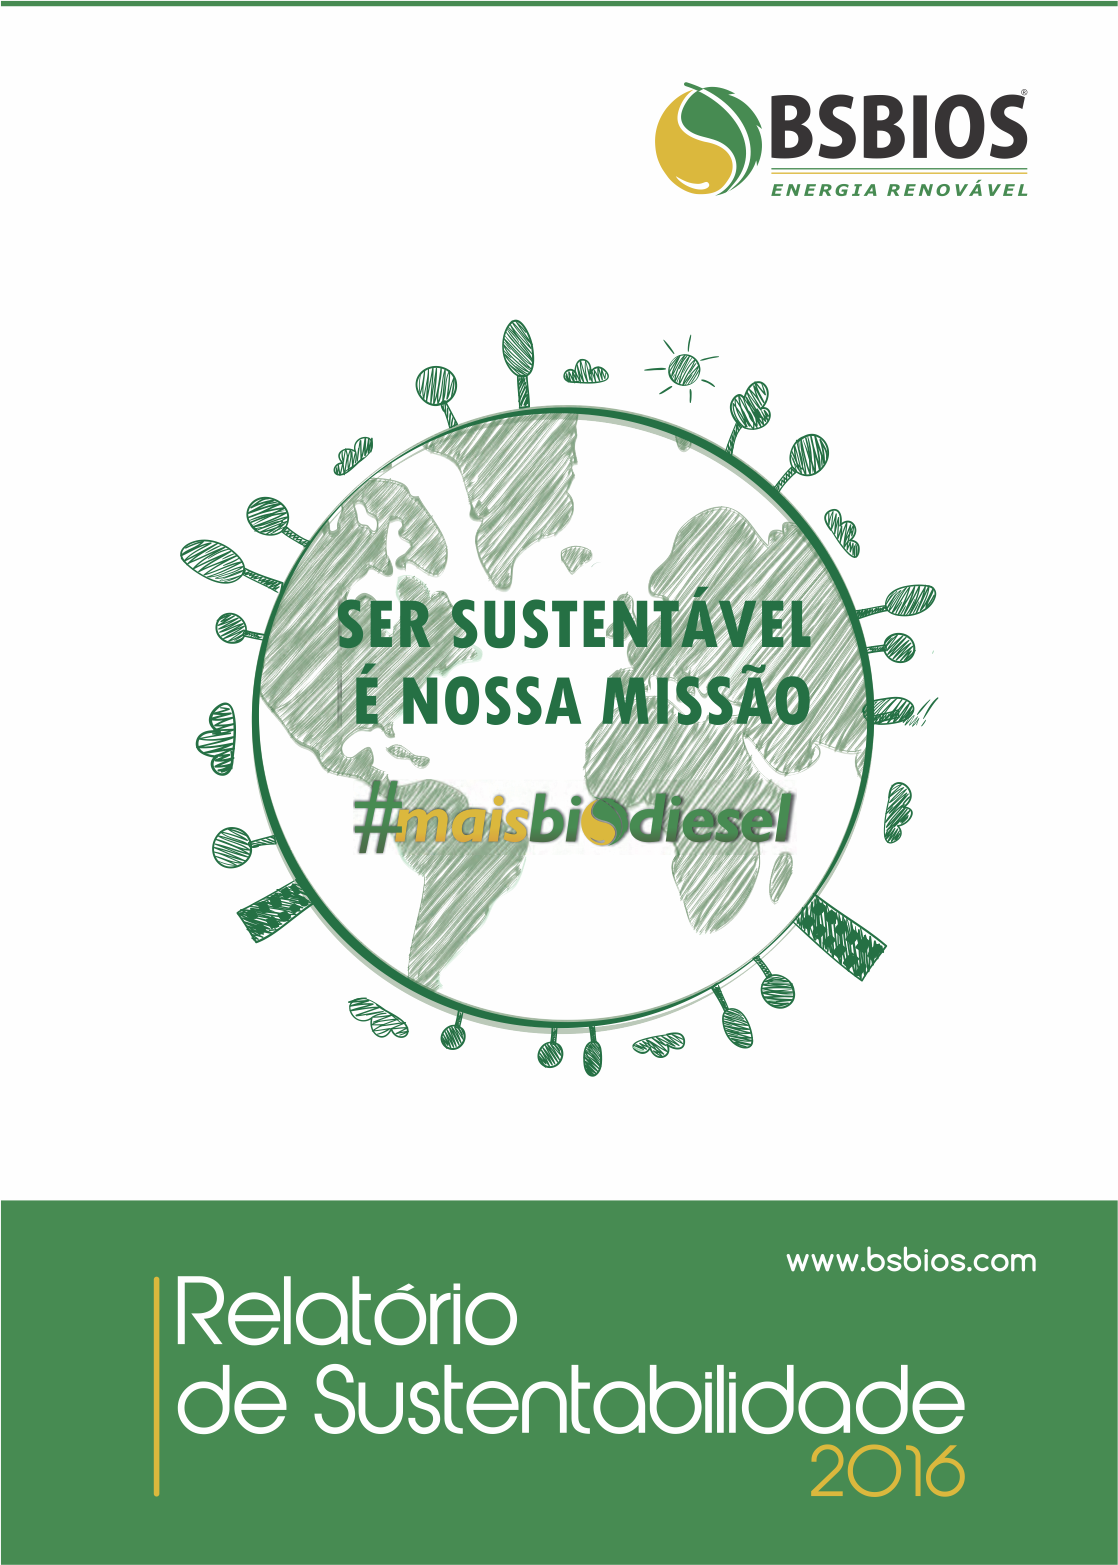 BSBIOS®
ENERGIA RENOVÁVEL
SER SUSTENTÁVEL
É NOSSA MISSÃO
#maisbiodiesel
www.bsbios.com
Relatório
de Sustentabilidade
2016